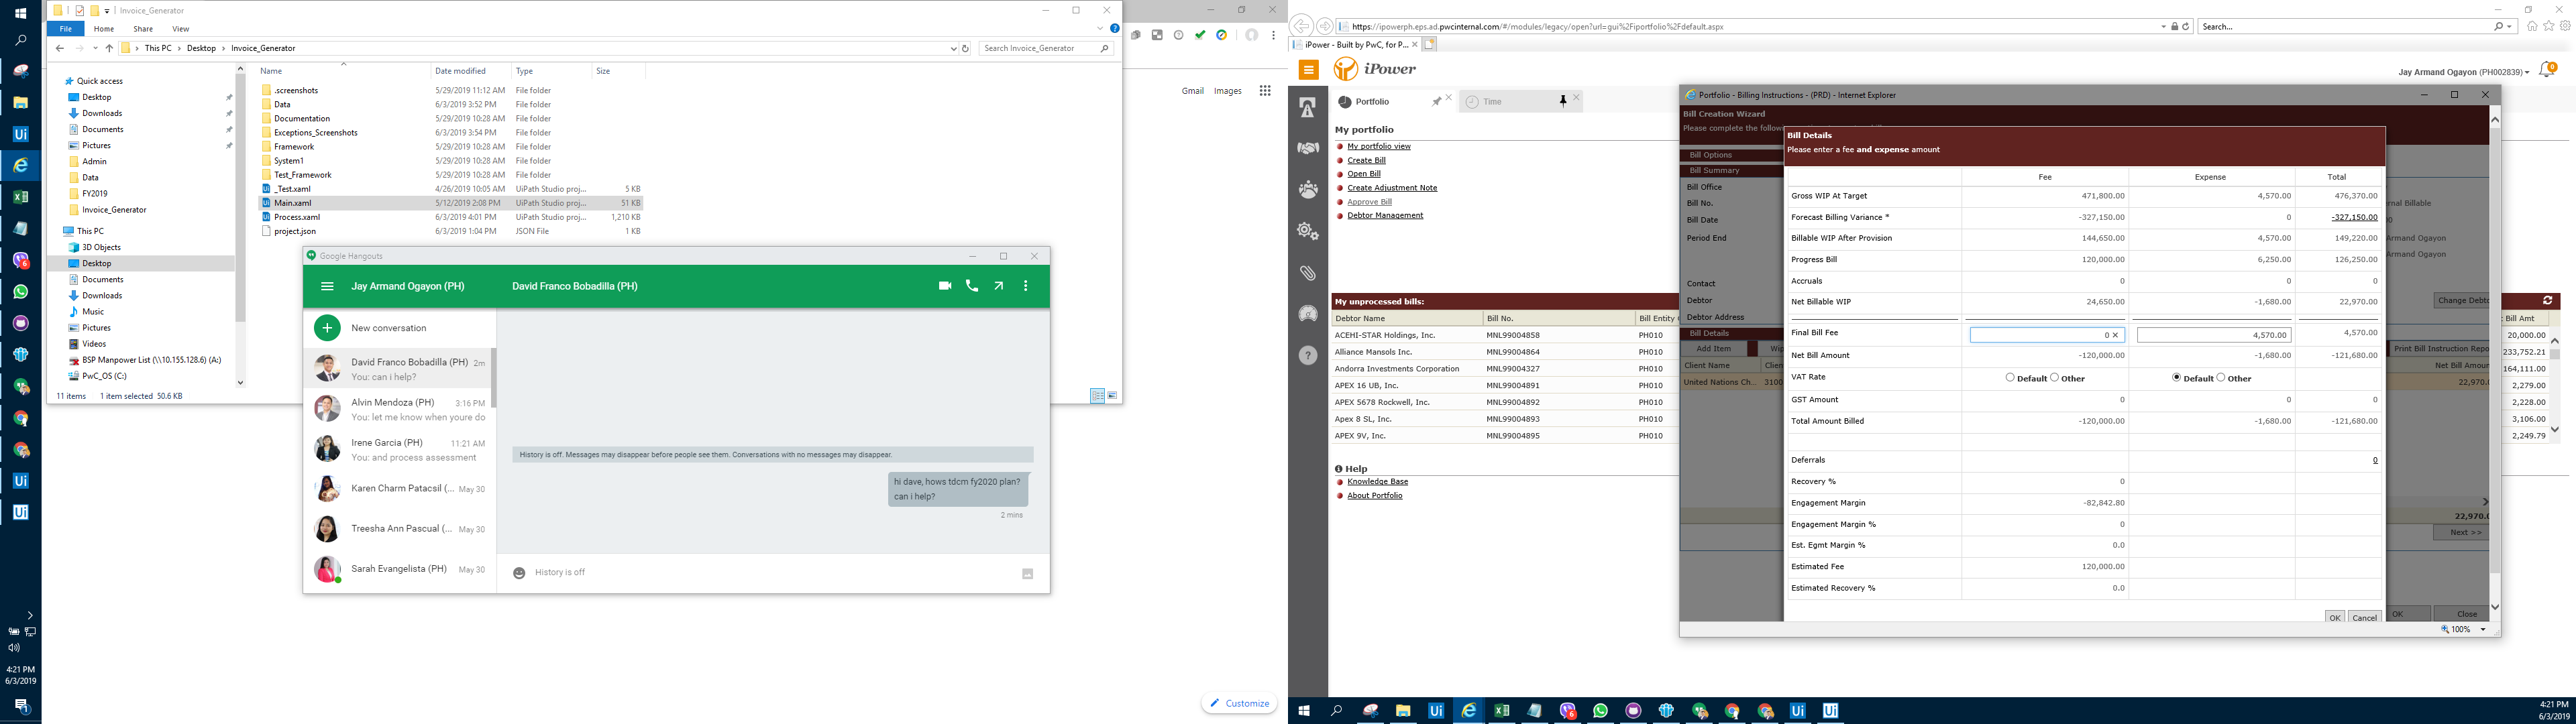 Invoice_Generator
File Home Share View
This PC > Desktop > Invoice_Generator
Search Invoice_Generator
Quick access
Desktop
Downloads
Documents
Pictures
Admin
Data
FY2019
Invoice_Generator
This PC
3D Objects
Desktop
Documents
Downloads
Music
Pictures
Videos
BSP Manpower List (\\10.155.128.6) (A:)
PwC_OS (C:)
Name Date modified Type Size
.screenshots 5/29/2019 11:12 AM File folder
Data 6/3/2019 3:52 PM File folder
Documentation 5/29/2019 10:28 AM File folder
Exceptions_Screenshots 6/3/2019 3:54 PM File folder
Framework 5/29/2019 10:28 AM File folder
System1 5/29/2019 10:28 AM File folder
Test_Framework 5/29/2019 10:28 AM File folder
_Test.xaml 4/26/2019 10:05 AM UiPath Studio proj... 5 KB
Main.xaml 5/12/2019 2:08 PM UiPath Studio proj... 51 KB
Process.xaml 6/3/2019 4:01 PM UiPath Studio proj... 1,210 KB
project.json 6/3/2019 1:04 PM JSON File 1 KB
11 items 1 item selected 50.6 KB
Gmail Images
Google Hangouts
Jay Armand Ogayon (PH)
David Franco Bobadilla (PH)
New conversation
David Franco Bobadilla (PH) 2m
You: can i help?
Alvin Mendoza (PH) 3:16 PM
You: let me know when youre do
Irene Garcia (PH) 11:21 AM
You: and process assessment
Karen Charm Patacsil (... May 30
Treesha Ann Pascual (... May 30
Sarah Evangelista (PH) May 30
History is off. Messages may disappear before people see them. Conversations with no messages may disappear.
hi dave, hows tdcm fy2020 plan?
can i help?
2 mins
History is off
Customize
4:21 PM
6/3/2019
https://ipowerph.eps.ad.pwcinternal.com/#/modules/legacy/open?url=gui%2Fiportfolio%2Fdefault.aspx
Search...
iPower - Built by PwC, for P...
iPower
Jay Armand Ogayon (PH002839)
0
Portfolio
Time
My portfolio
My portfolio view
Create Bill
Open Bill
Create Adjustment Note
Approve Bill
Debtor Management
My unprocessed bills:
Debtor Name Bill No. Bill Entity Bill Amt
ACEHI-STAR Holdings, Inc. MNL99004858 PH010 20,000.00
Alliance Mansols Inc. MNL99004864 PH010 233,752.21
Andorra Investments Corporation MNL99004327 PH010 164,111.00
APEX 16 UB, Inc. MNL99004891 PH010 2,279.00
APEX 5678 Rockwell, Inc. MNL99004892 PH010 2,228.00
Apex 8 SL, Inc. MNL99004893 PH010 3,106.00
APEX 9V, Inc. MNL99004895 PH010 2,249.79
Help
Knowledge Base
About Portfolio
Portfolio - Billing Instructions - (PRD) - Internet Explorer
Bill Creation Wizard
Please complete the following
Bill Options
Bill Summary
Bill Office
Bill No.
Bill Date
Period End
Contact
Debtor
Debtor Address
Bill Details
Add Item Wip
Client Name Clien
United Nations Ch... 3100
rnal Billable
Armand Ogayon
Armand Ogayon
Armand Ogayon
Change Debto
Print Bill Instruction Repo
Net Bill Amoun
22,970.0
22,970.0
Next >>
OK Close
Bill Details
Please enter a fee and expense amount
Fee Expense Total
Gross WIP At Target 471,800.00 4,570.00 476,370.00
Forecast Billing Variance * -327,150.00 0 -327,150.00
Billable WIP After Provision 144,650.00 4,570.00 149,220.00
Progress Bill 120,000.00 6,250.00 126,250.00
Accruals 0 0 0
Net Billable WIP 24,650.00 -1,680.00 22,970.00
Final Bill Fee 0 4,570.00 4,570.00
Net Bill Amount -120,000.00 -1,680.00 -121,680.00
VAT Rate Default Other Default Other
GST Amount 0 0 0
Total Amount Billed -120,000.00 -1,680.00 -121,680.00
Deferrals 0
Recovery % 0
Engagement Margin -82,842.80
Engagement Margin % 0
Est. Egmt Margin % 0.0
Estimated Fee 120,000.00
Estimated Recovery % 0.0
OK Cancel
100%
4:21 PM
6/3/2019